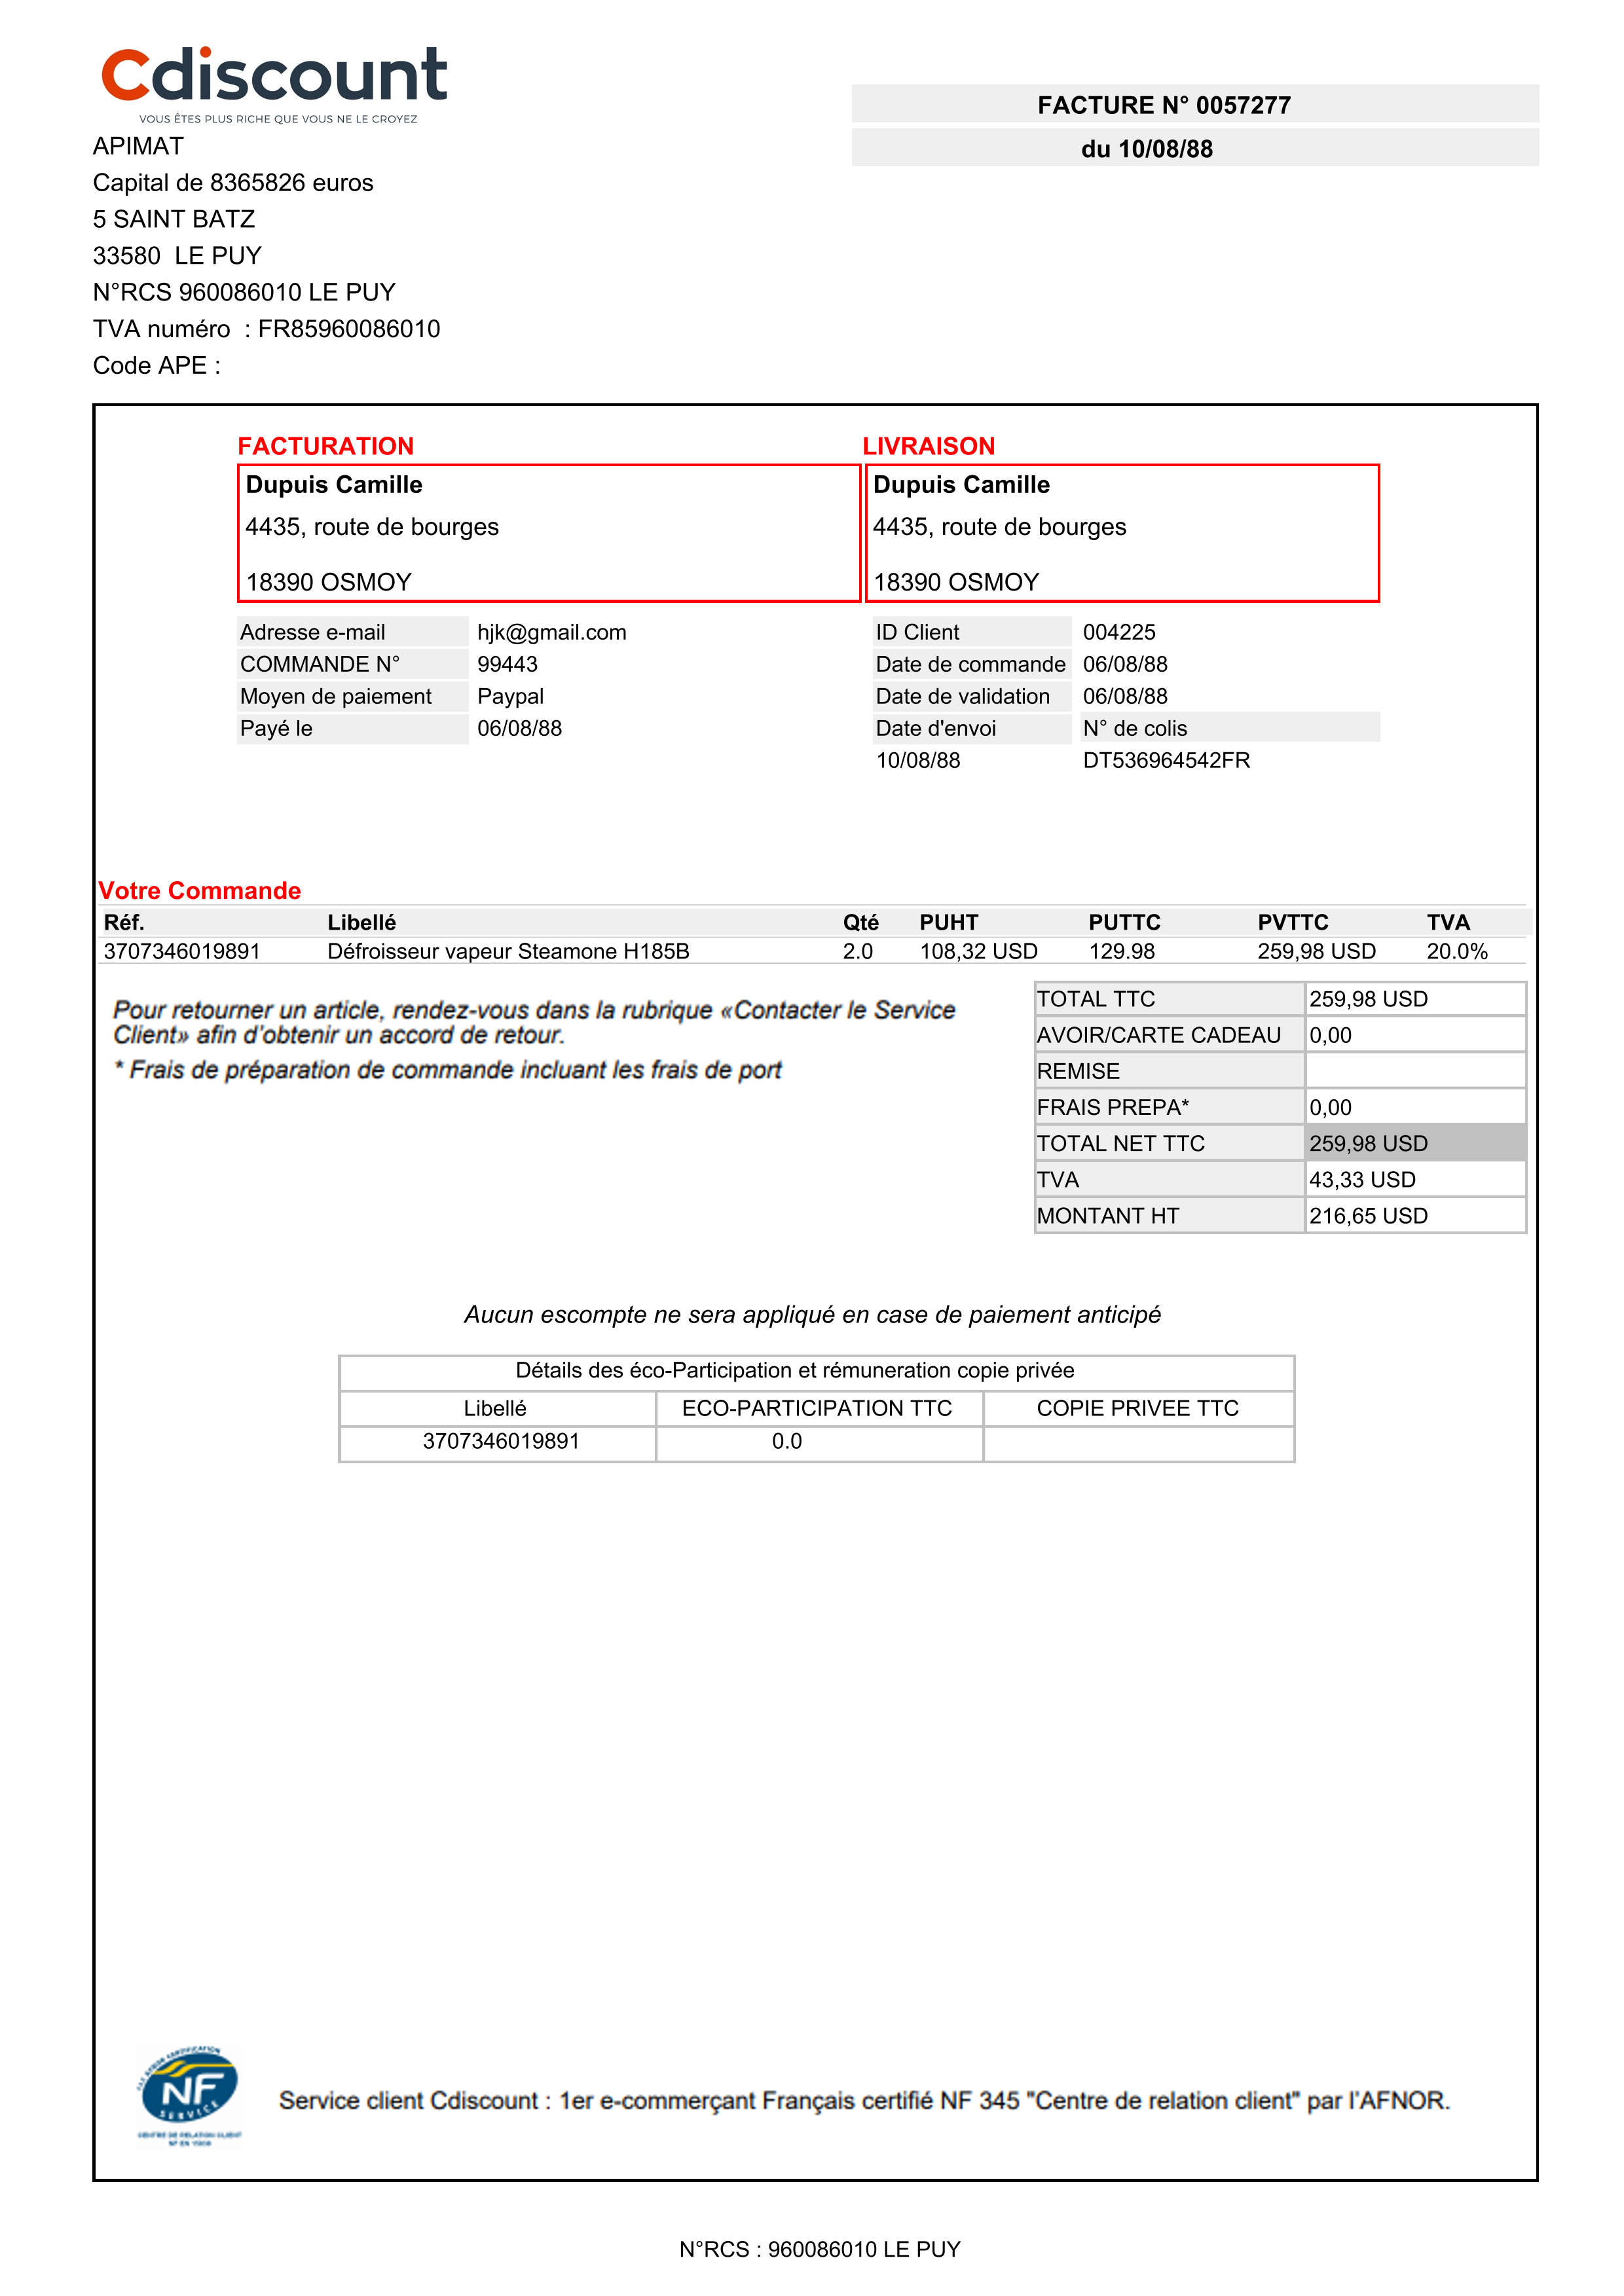 Cdiscount
VOUS ÊTES PLUS RICHE QUE VOUS NE LE CROYEZ
FACTURE N° 0057277
du 10/08/88
APIMAT
Capital de 8365826 euros
5 SAINT BATZ
33580 LE PUY
N°RCS 960086010 LE PUY
TVA numéro : FR85960086010
Code APE :
FACTURATION
Dupuis Camille
4435, route de bourges
18390 OSMOY
LIVRAISON
Dupuis Camille
4435, route de bourges
18390 OSMOY
Adresse e-mail hjk@gmail.com
COMMANDE N° 99443
Moyen de paiement Paypal
Payé le 06/08/88
ID Client 004225
Date de commande 06/08/88
Date de validation 06/08/88
Date d'envoi N° de colis
10/08/88 DT536964542FR
Votre Commande
Réf. Libellé Qté PUHT PUTTC PVTTC TVA
3707346019891 Défroisseur vapeur Steamone H185B 2.0 108,32 USD 129.98 259,98 USD 20.0%
Pour retourner un article, rendez-vous dans la rubrique «Contacter le Service
Client» afin d'obtenir un accord de retour.
* Frais de préparation de commande incluant les frais de port
TOTAL TTC 259,98 USD
AVOIR/CARTE CADEAU 0,00
REMISE
FRAIS PREPA* 0,00
TOTAL NET TTC 259,98 USD
TVA 43,33 USD
MONTANT HT 216,65 USD
Aucun escompte ne sera appliqué en case de paiement anticipé
Détails des éco-Participation et rémuneration copie privée
Libellé ECO-PARTICIPATION TTC COPIE PRIVEE TTC
3707346019891 0.0
NF
SERVICE
CENTRE DE RELATION CLIENT
Service client Cdiscount : 1er e-commerçant Français certifié NF 345 "Centre de relation client" par l'AFNOR.
N°RCS : 960086010 LE PUY